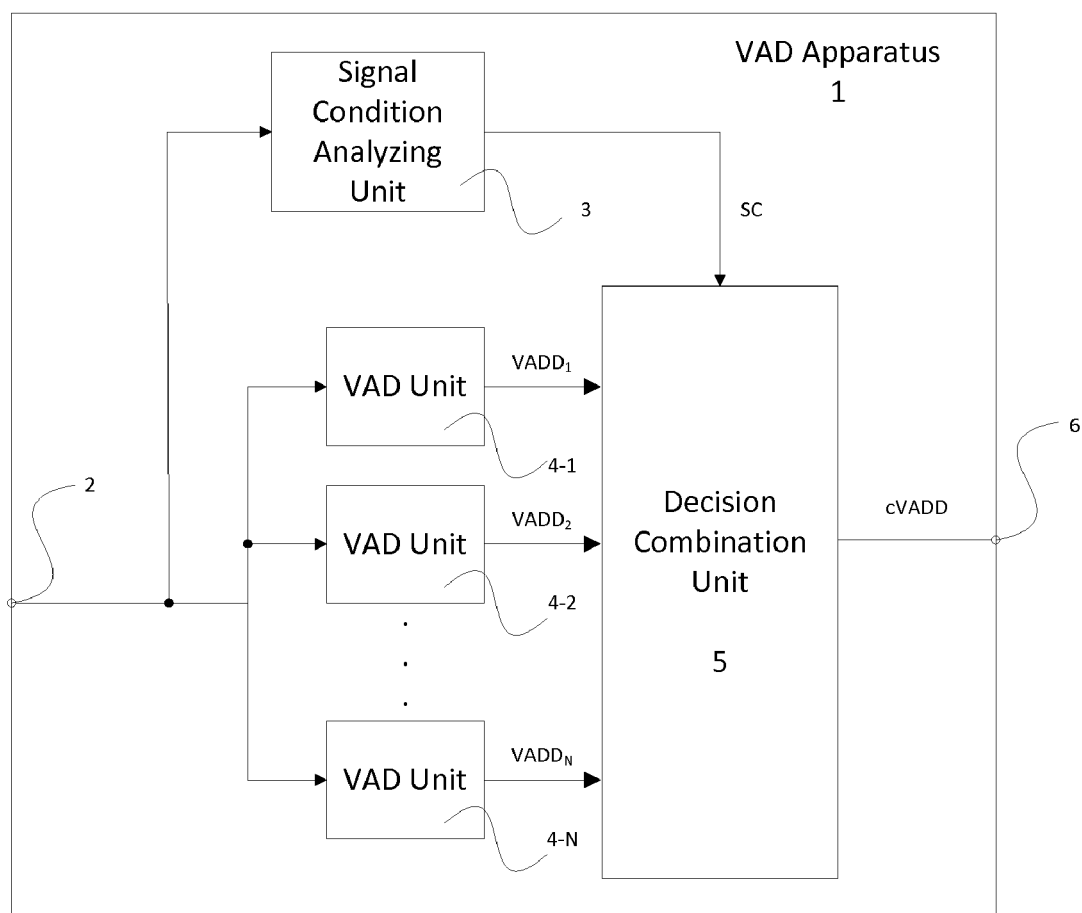 VAD Apparatus
1
Signal
Condition
Analyzing
Unit
3
SC
VAD Unit
VADD₁
4-1
2
VAD Unit
VADD₂
4-2
.
.
.
VAD Unit
VADDN
4-N
Decision
Combination
Unit
5
cVADD
6